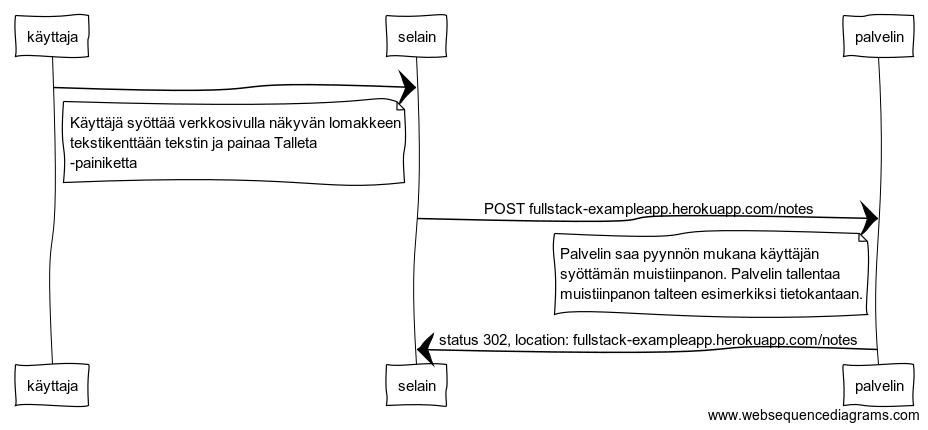 käyttaja
selain
palvelin
Käyttäjä syöttää verkkosivulla näkyvän lomakkeen
tekstikenttään tekstin ja painaa Talleta
-painiketta
POST fullstack-exampleapp.herokuapp.com/notes
Palvelin saa pyynnön mukana käyttäjän
syöttämän muistiinpanon. Palvelin tallentaa
muistiinpanon talteen esimerkiksi tietokantaan.
status 302, location: fullstack-exampleapp.herokuapp.com/notes
käyttaja
selain
palvelin
www.websequencediagrams.com